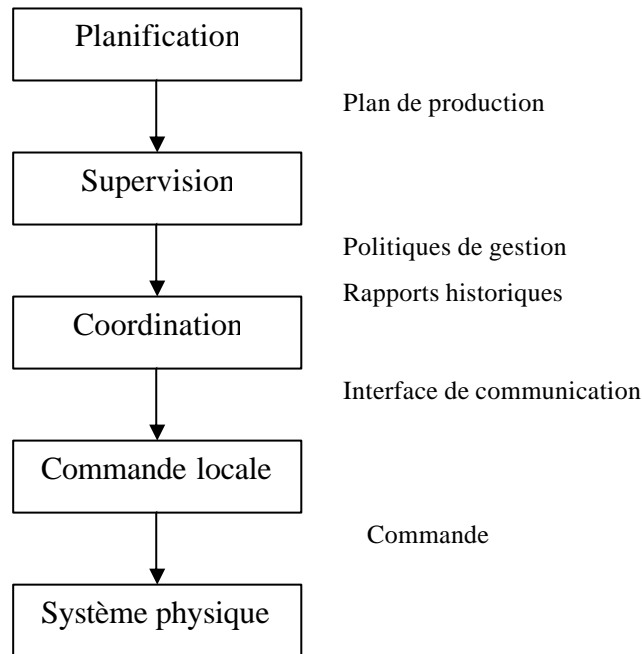 Planification
Plan de production
Supervision
Politiques de gestion
Rapports historiques
Coordination
Interface de communication
Commande locale
Commande
Système physique